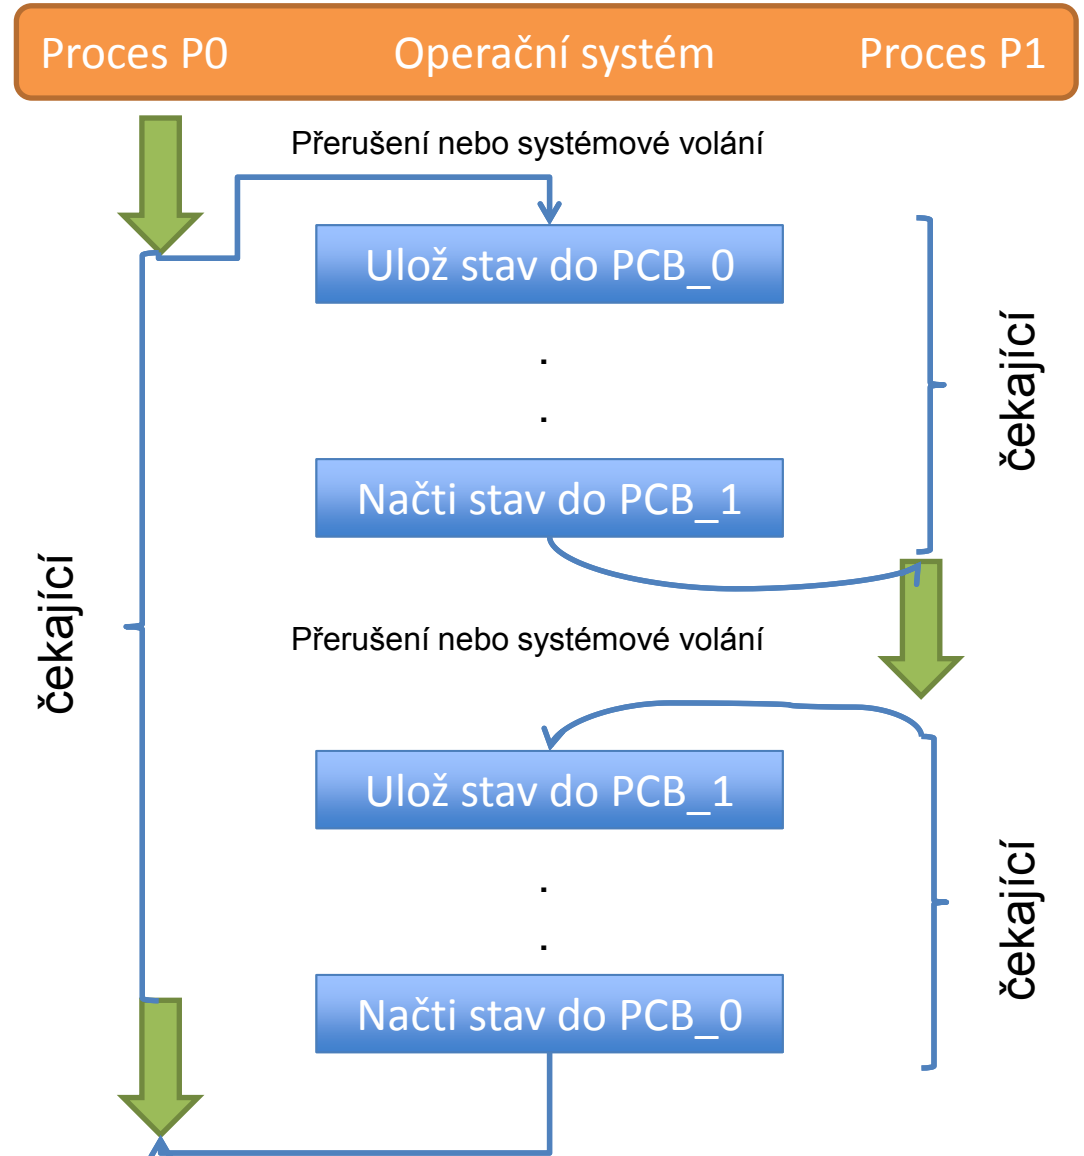 Proces P0 Operační systém Proces P1
Přerušení nebo systémové volání
Ulož stav do PCB_0
.
.
čekající
Načti stav do PCB_1
čekající
Přerušení nebo systémové volání
Ulož stav do PCB_1
.
.
čekající
Načti stav do PCB_0